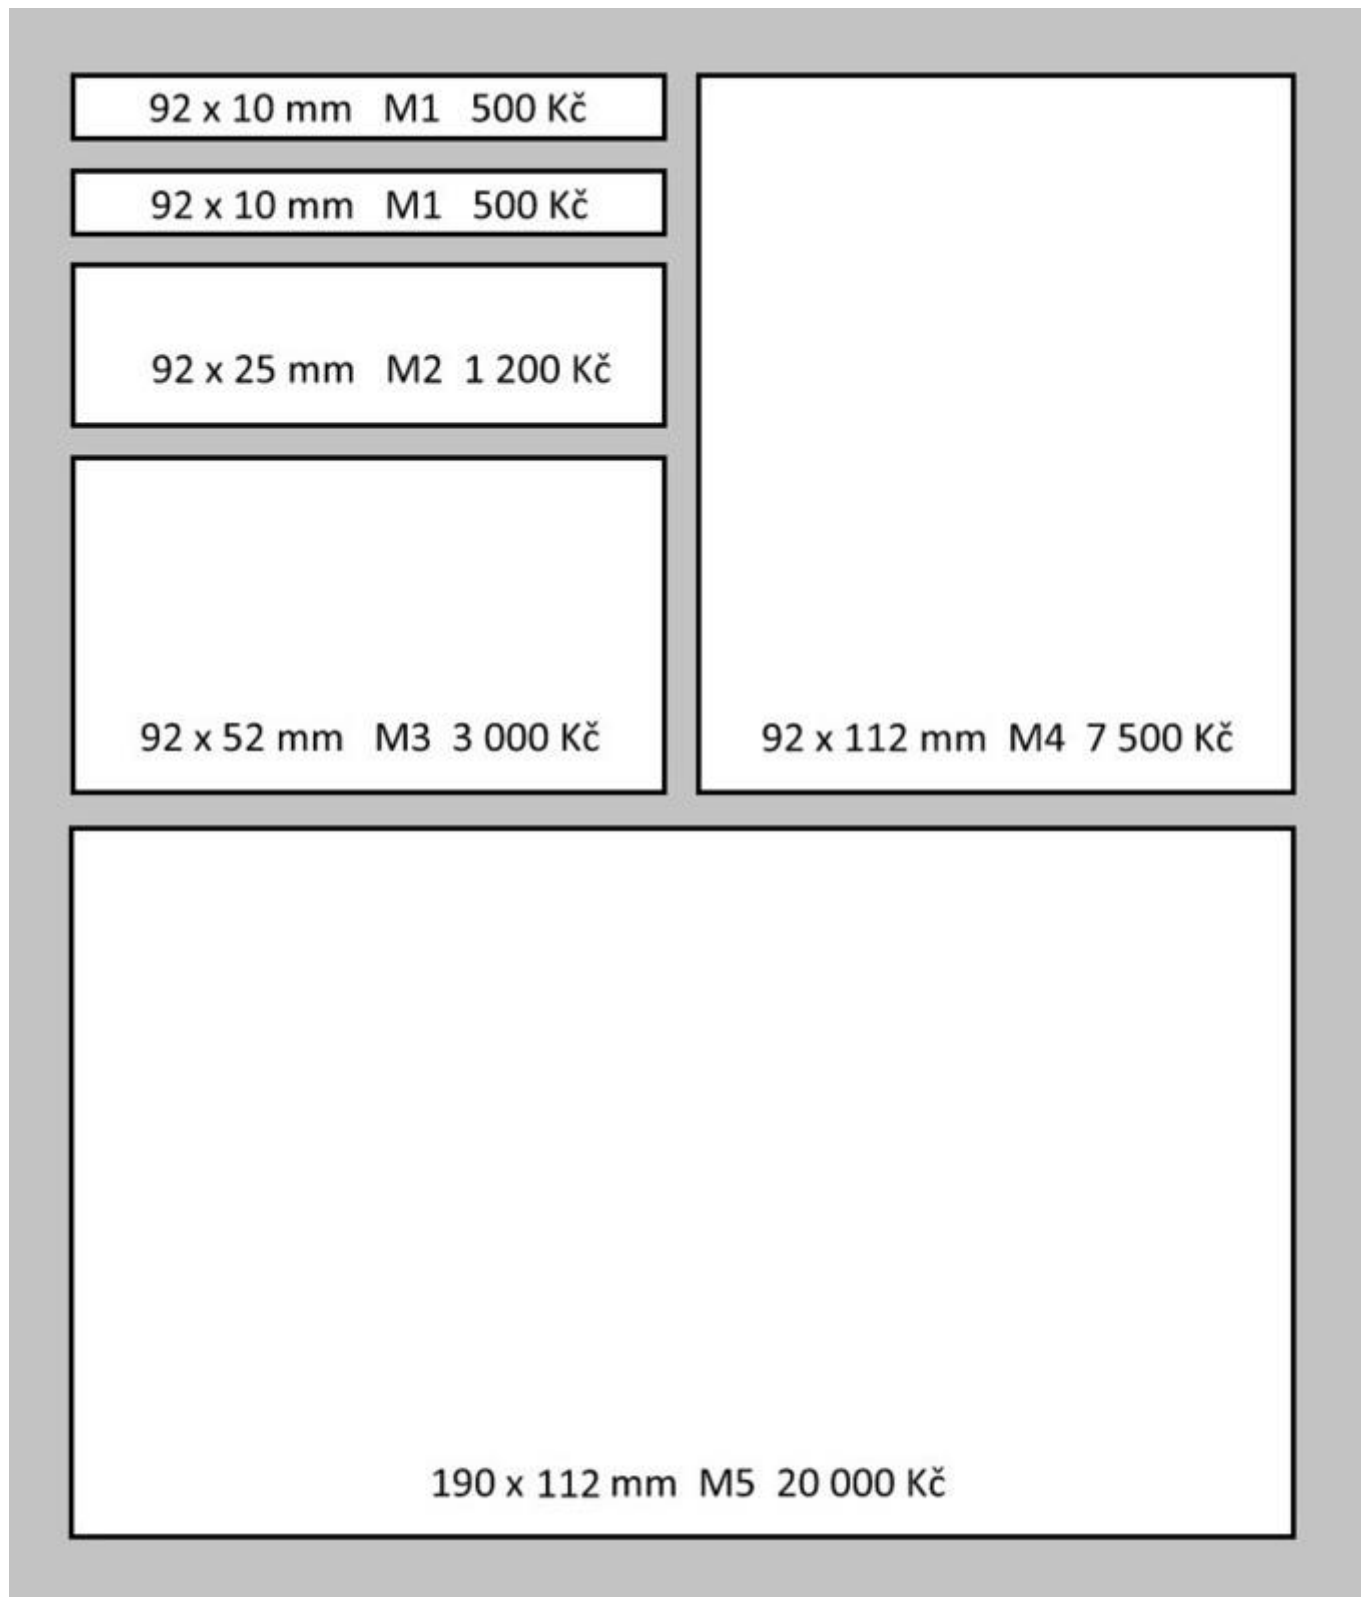 92 x 10 mm M1 500 Kč
92 x 10 mm M1 500 Kč
92 x 25 mm M2 1 200 Kč
92 x 52 mm M3 3 000 Kč
92 x 112 mm M4 7 500 Kč
190 x 112 mm M5 20 000 Kč